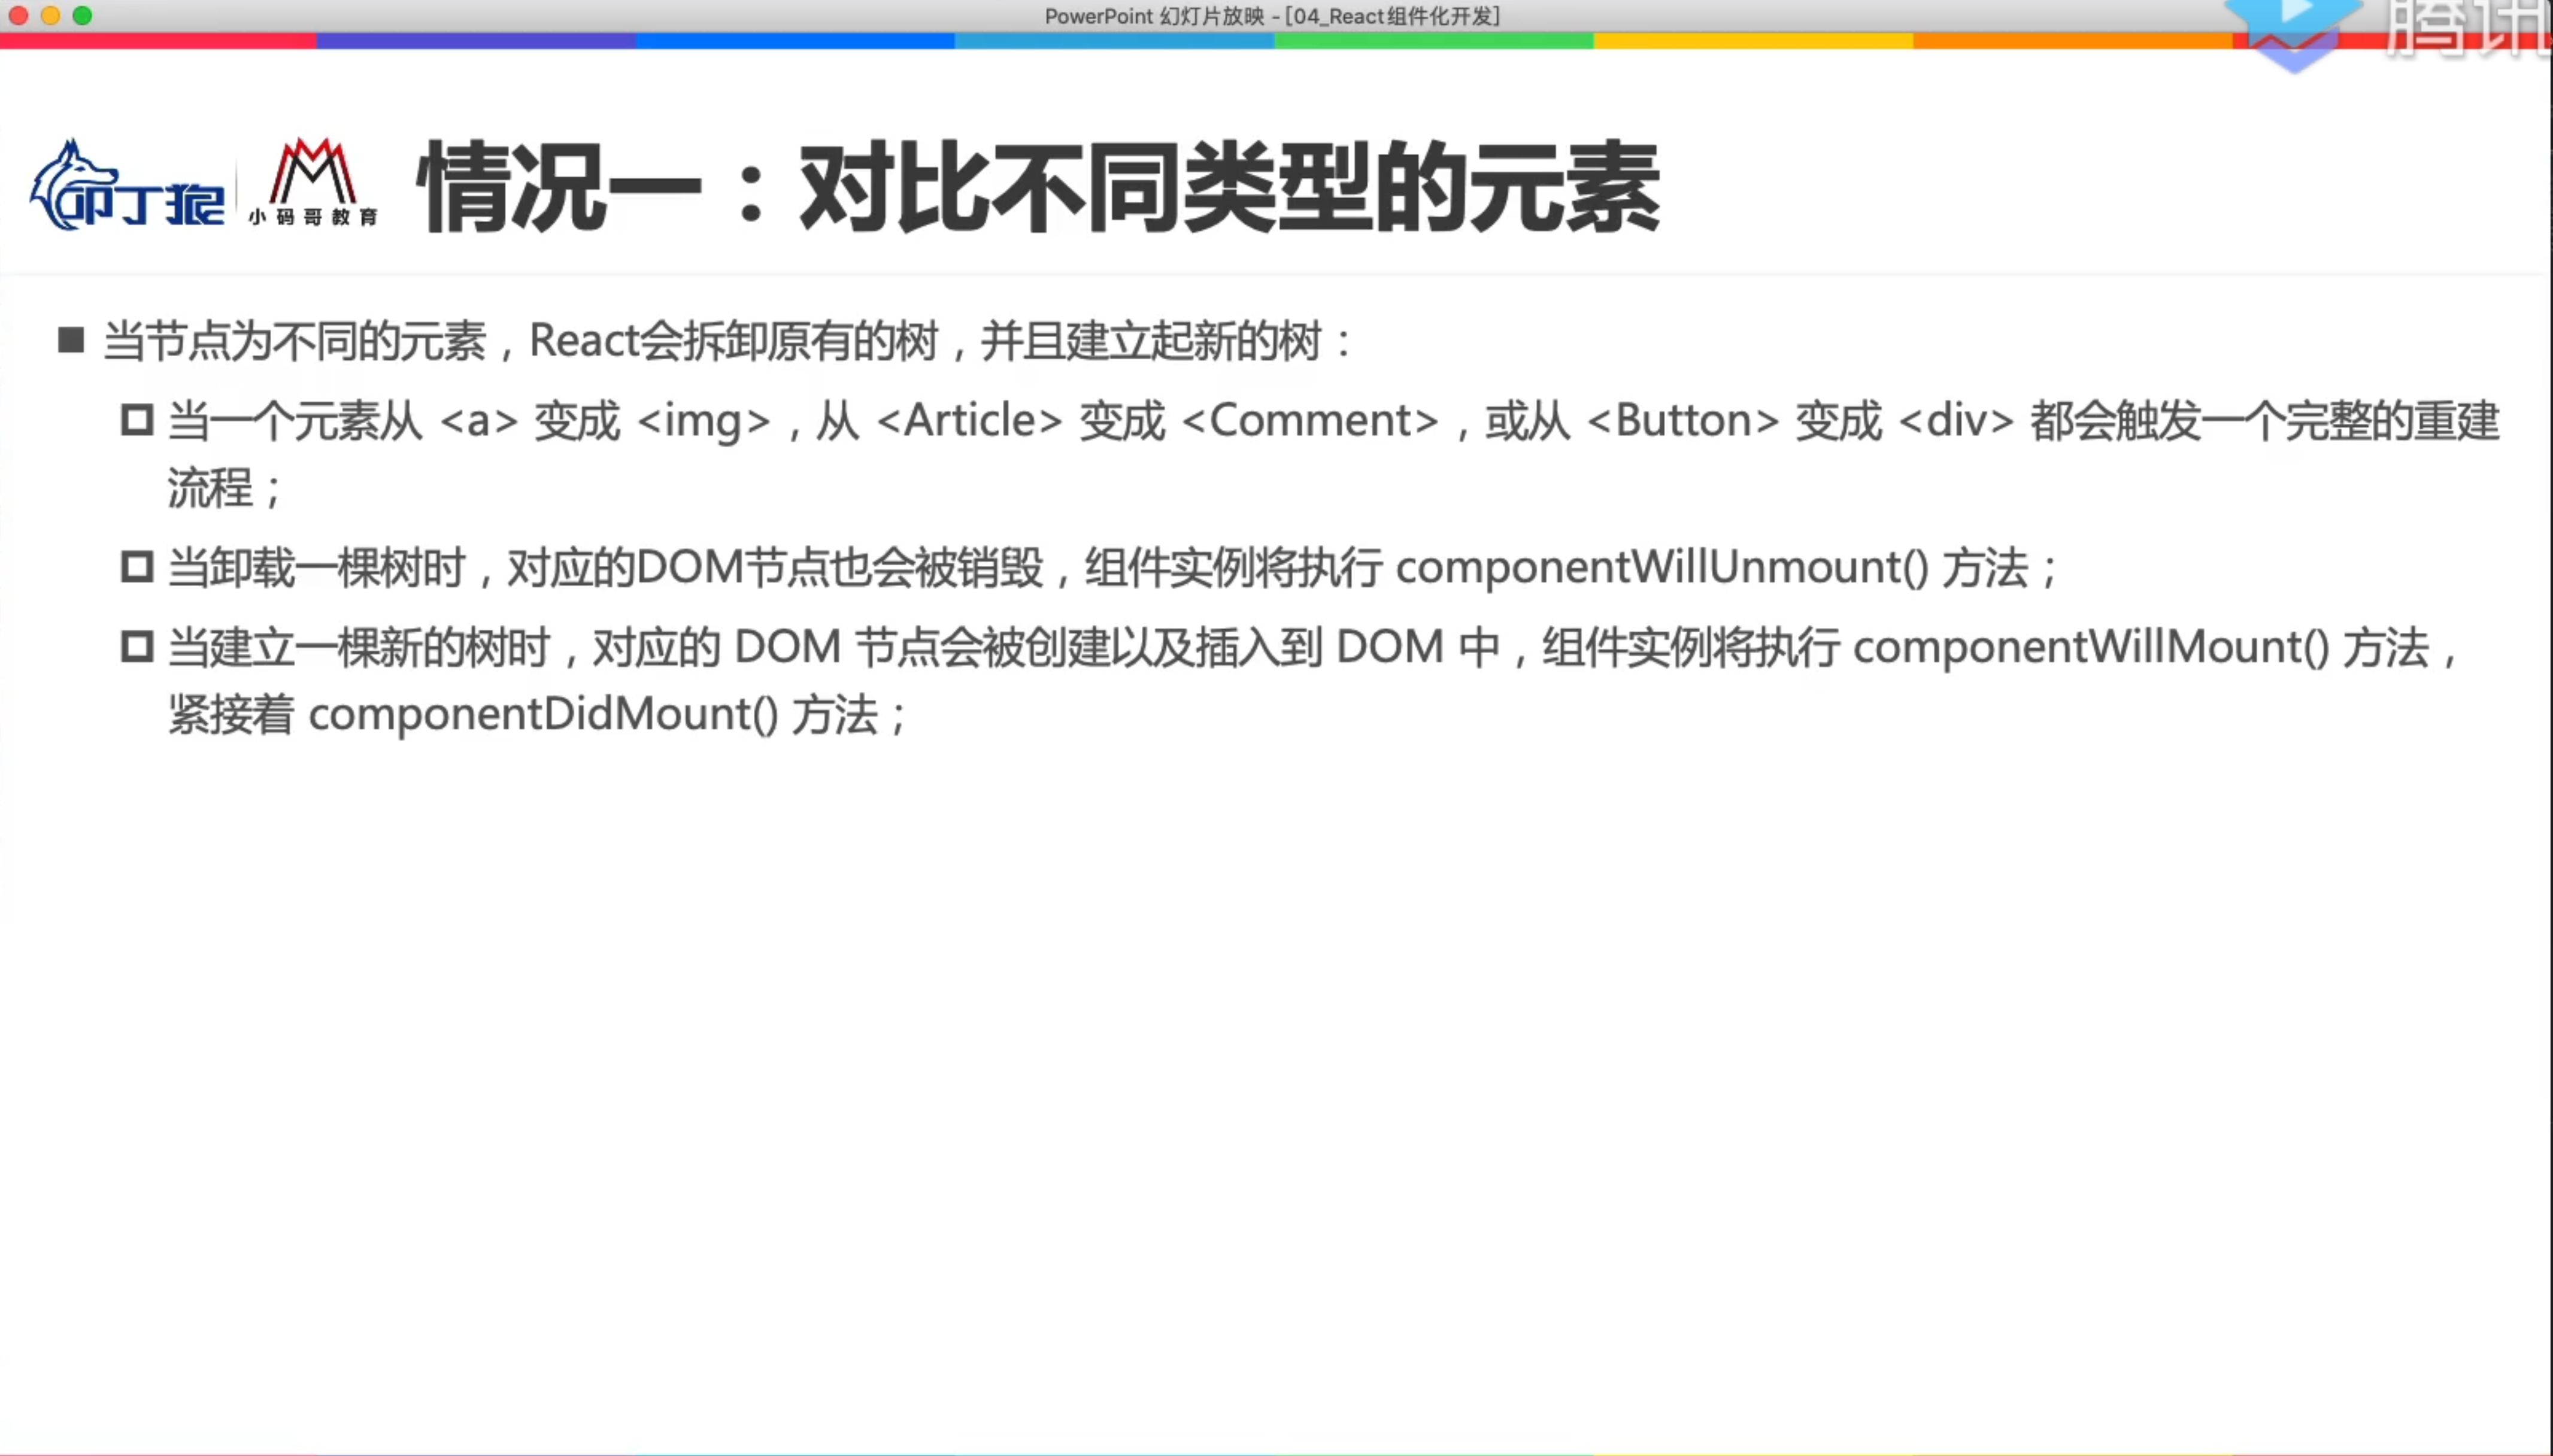 PowerPoint 幻灯片放映 - [04_React组件化开发]
腾讯
叩丁狼
小码哥教育
情况一：对比不同类型的元素
■ 当节点为不同的元素，React会拆卸原有的树，并且建立起新的树：
当一个元素从 <a> 变成 <img>，从 <Article> 变成 <Comment>，或从 <Button> 变成 <div> 都会触发一个完整的重建
流程；
当卸载一棵树时，对应的DOM节点也会被销毁，组件实例将执行 componentWillUnmount() 方法；
当建立一棵新的树时，对应的 DOM 节点会被创建以及插入到 DOM 中，组件实例将执行 componentWillMount() 方法，
紧接着 componentDidMount() 方法；